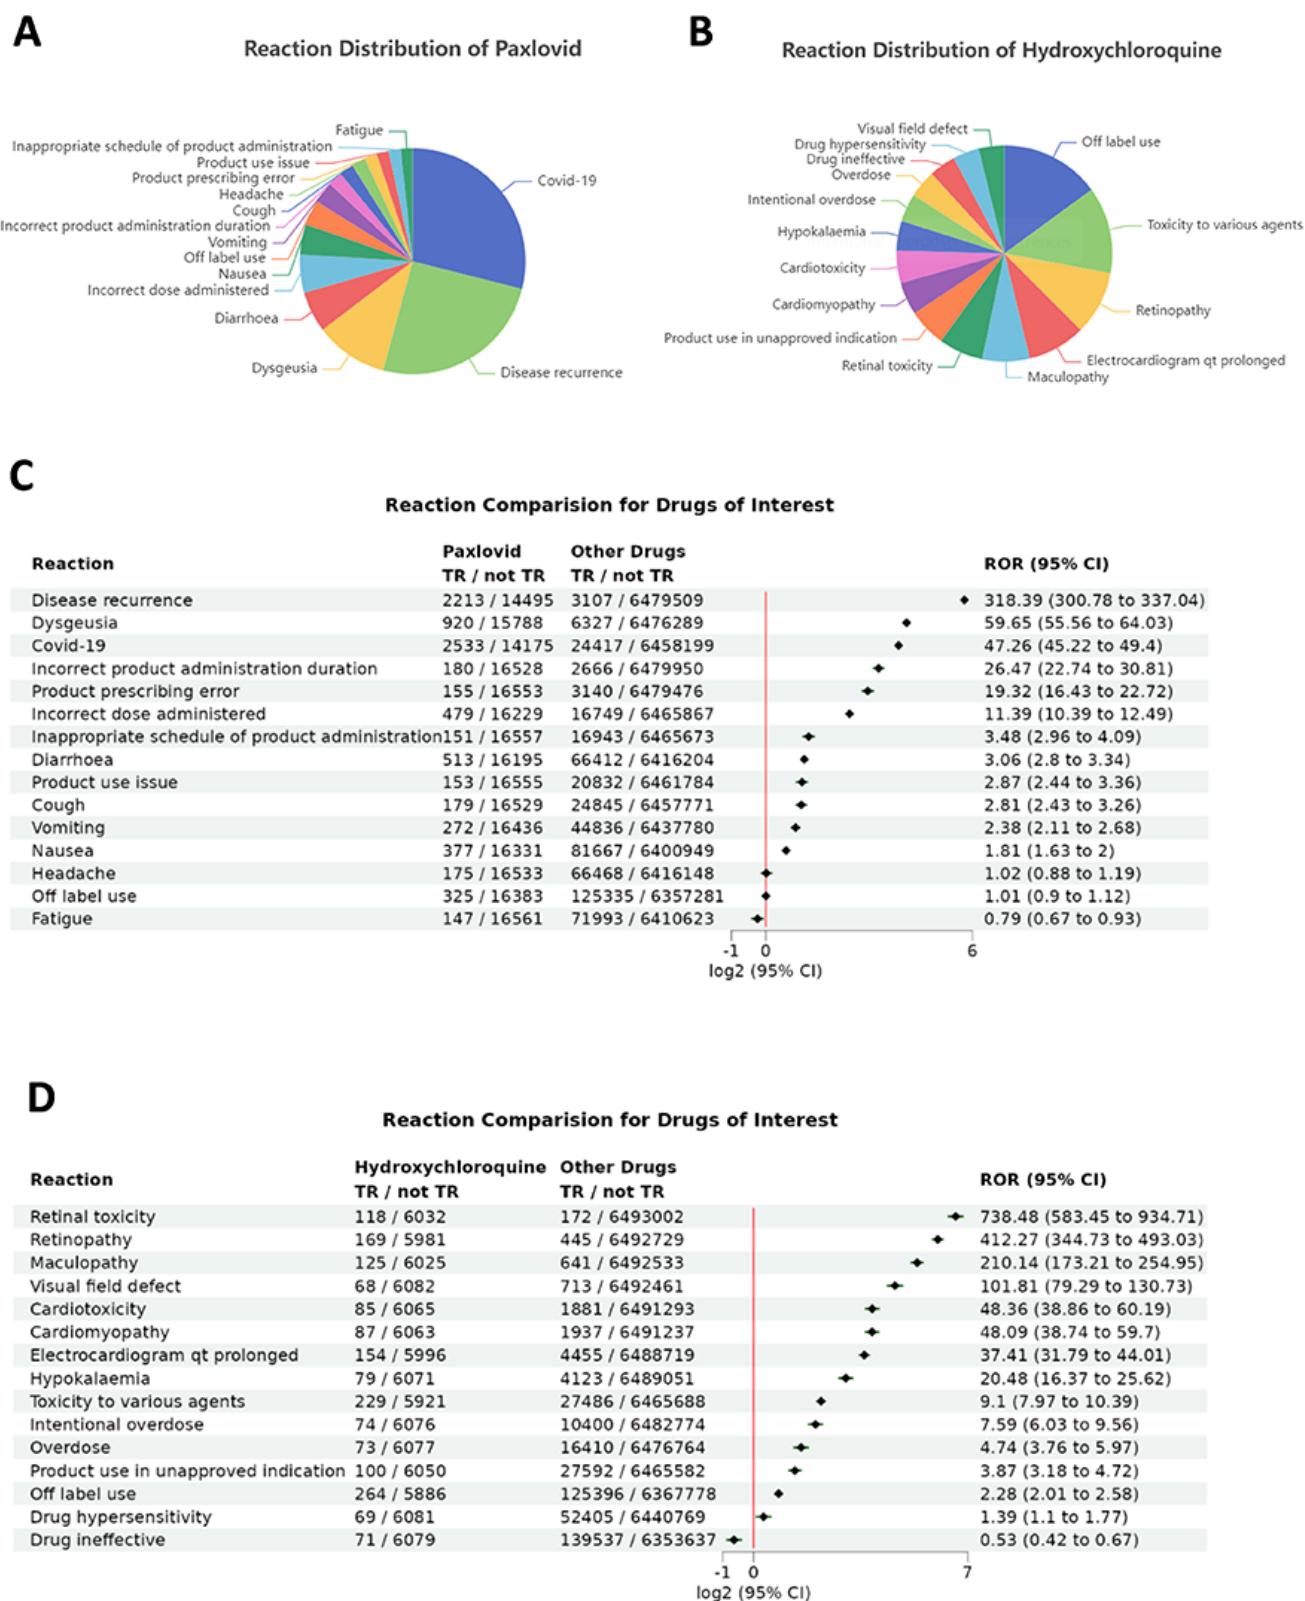 A
Reaction Distribution of Paxlovid
Fatigue
Inappropriate schedule of product administration
Product use issue
Product prescribing error
Headache
Cough
Incorrect product administration duration
Vomiting
Off label use
Nausea
Incorrect dose administered
Diarrhoea
Dysgeusia
Covid-19
Disease recurrence
B
Reaction Distribution of Hydroxychloroquine
Visual field defect
Drug hypersensitivity
Drug ineffective
Overdose
Intentional overdose
Hypokalaemia
Cardiotoxicity
Cardiomyopathy
Product use in unapproved indication
Retinal toxicity
Off label use
Toxicity to various agents
Retinopathy
Electrocardiogram qt prolonged
Maculopathy
C
Reaction Comparision for Drugs of Interest
Reaction
Paxlovid
TR / not TR
Other Drugs
TR / not TR
ROR (95% CI)
Disease recurrence 2213 / 14495 3107 / 6479509 318.39 (300.78 to 337.04)
Dysgeusia 920 / 15788 6327 / 6476289 59.65 (55.56 to 64.03)
Covid-19 2533 / 14175 24417 / 6458199 47.26 (45.22 to 49.4)
Incorrect product administration duration 180 / 16528 2666 / 6479950 26.47 (22.74 to 30.81)
Product prescribing error 155 / 16553 3140 / 6479476 19.32 (16.43 to 22.72)
Incorrect dose administered 479 / 16229 16749 / 6465867 11.39 (10.39 to 12.49)
Inappropriate schedule of product administration 151 / 16557 16943 / 6465673 3.48 (2.96 to 4.09)
Diarrhoea 513 / 16195 66412 / 6416204 3.06 (2.8 to 3.34)
Product use issue 153 / 16555 20832 / 6461784 2.87 (2.44 to 3.36)
Cough 179 / 16529 24845 / 6457771 2.81 (2.43 to 3.26)
Vomiting 272 / 16436 44836 / 6437780 2.38 (2.11 to 2.68)
Nausea 377 / 16331 81667 / 6400949 1.81 (1.63 to 2)
Headache 175 / 16533 66468 / 6416148 1.02 (0.88 to 1.19)
Off label use 325 / 16383 125335 / 6357281 1.01 (0.9 to 1.12)
Fatigue 147 / 16561 71993 / 6410623 0.79 (0.67 to 0.93)
-1 0 6
log2 (95% CI)
D
Reaction Comparision for Drugs of Interest
Reaction
Hydroxychloroquine
TR / not TR
Other Drugs
TR / not TR
ROR (95% CI)
Retinal toxicity 118 / 6032 172 / 6493002 738.48 (583.45 to 934.71)
Retinopathy 169 / 5981 445 / 6492729 412.27 (344.73 to 493.03)
Maculopathy 125 / 6025 641 / 6492533 210.14 (173.21 to 254.95)
Visual field defect 68 / 6082 713 / 6492461 101.81 (79.29 to 130.73)
Cardiotoxicity 85 / 6065 1881 / 6491293 48.36 (38.86 to 60.19)
Cardiomyopathy 87 / 6063 1937 / 6491237 48.09 (38.74 to 59.7)
Electrocardiogram qt prolonged 154 / 5996 4455 / 6488719 37.41 (31.79 to 44.01)
Hypokalaemia 79 / 6071 4123 / 6489051 20.48 (16.37 to 25.62)
Toxicity to various agents 229 / 5921 27486 / 6465688 9.1 (7.97 to 10.39)
Intentional overdose 74 / 6076 10400 / 6482774 7.59 (6.03 to 9.56)
Overdose 73 / 6077 16410 / 6476764 4.74 (3.76 to 5.97)
Product use in unapproved indication 100 / 6050 27592 / 6465582 3.87 (3.18 to 4.72)
Off label use 264 / 5886 125396 / 6367778 2.28 (2.01 to 2.58)
Drug hypersensitivity 69 / 6081 52405 / 6440769 1.39 (1.1 to 1.77)
Drug ineffective 71 / 6079 139537 / 6353637 0.53 (0.42 to 0.67)
-1 0 7
log2 (95% CI)